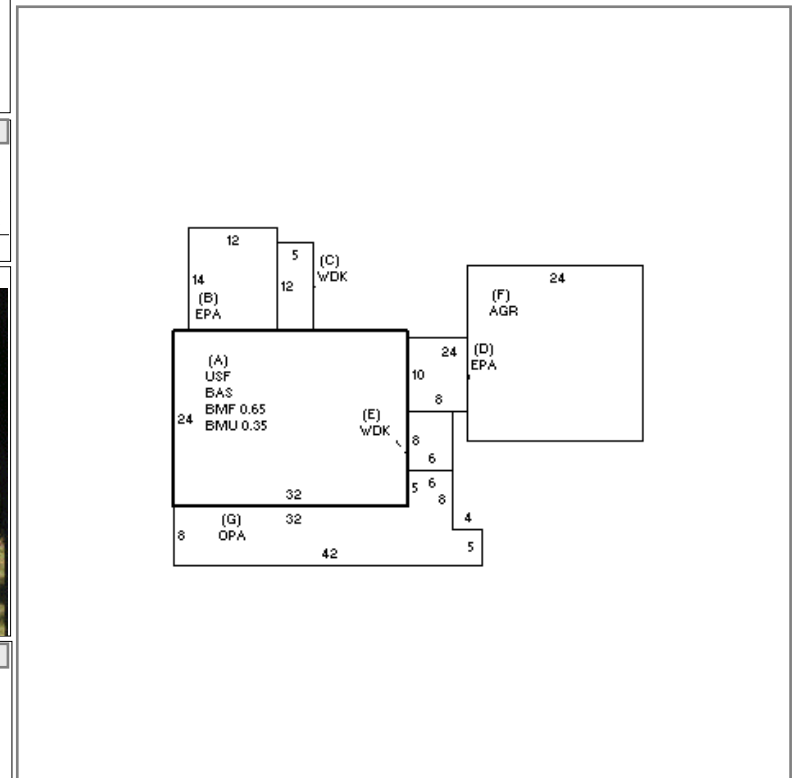 12
5
(C)
WDK
14
12
(B)
EPA
24
(F)
AGR
(A)
USF
BAS
BMF 0.65
BMU 0.35
24
(D)
EPA
10
8
24
(E)
WDK
8
6
32
5
6
8
(G)
OPA
32
8
42
4
5